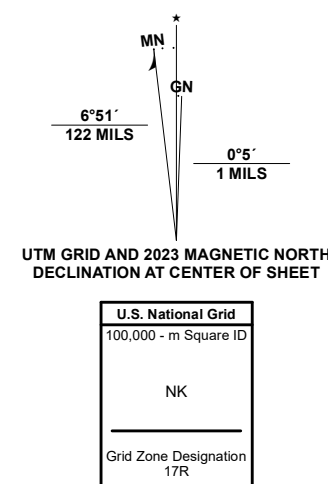 ★
MN
GN
6°51´
122 MILS
0°5´
1 MILS
UTM GRID AND 2023 MAGNETIC NORTH
DECLINATION AT CENTER OF SHEET
U.S. National Grid
100,000 - m Square ID
NK
Grid Zone Designation
17R